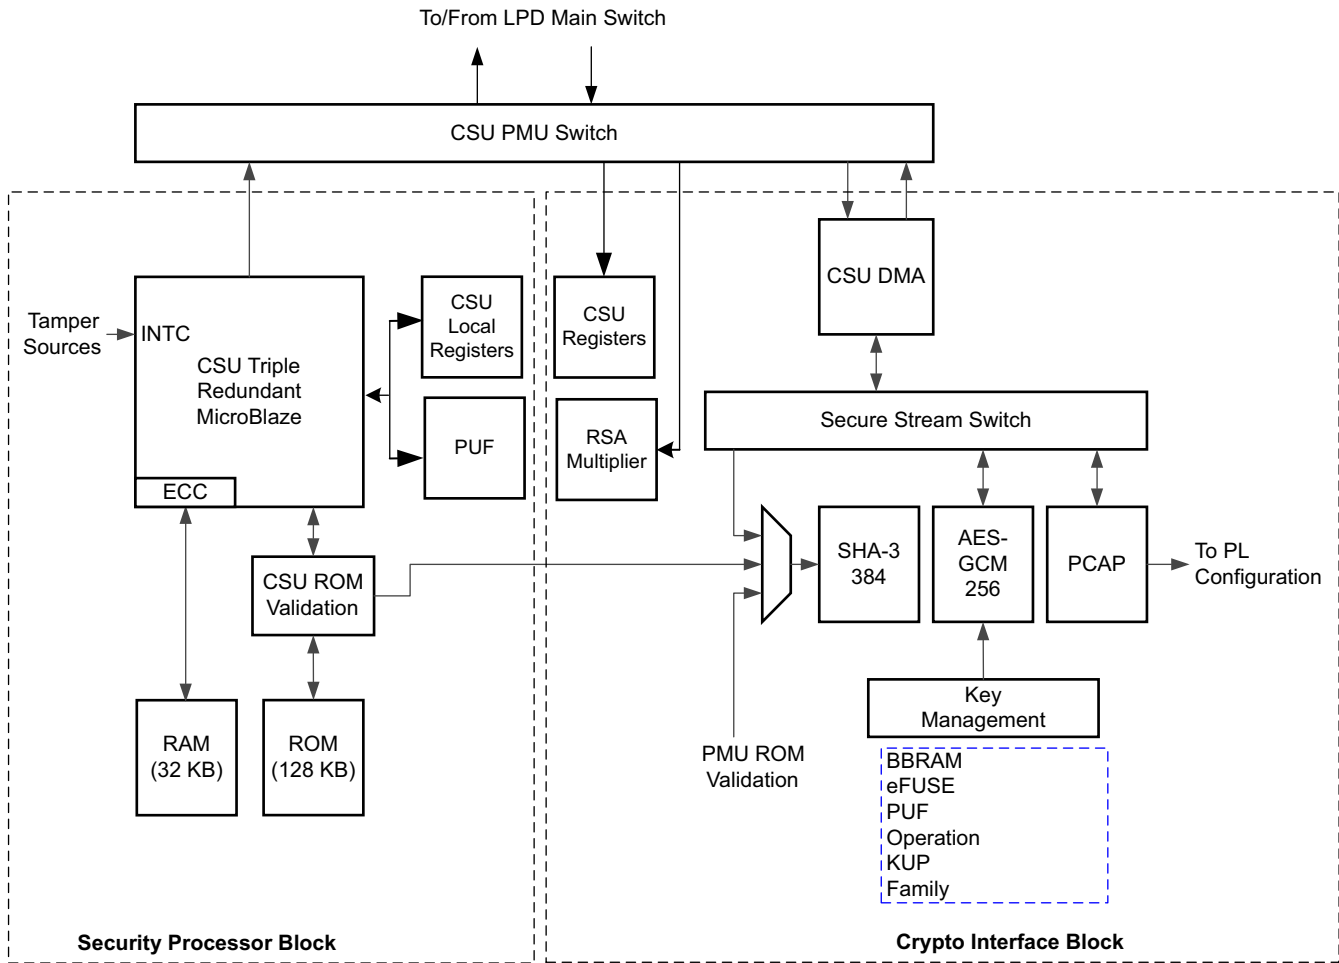 To/From LPD Main Switch
CSU PMU Switch
Tamper
Sources
INTC
CSU Triple
Redundant
MicroBlaze
ECC
CSU
Local
Registers
PUF
CSU ROM
Validation
RAM
(32 KB)
ROM
(128 KB)
Security Processor Block
CSU
Registers
RSA
Multiplier
CSU DMA
Secure Stream Switch
SHA-3
384
AES-
GCM
256
PCAP
To PL
Configuration
Key
Management
PMU ROM
Validation
BBRAM
eFUSE
PUF
Operation
KUP
Family
Crypto Interface Block